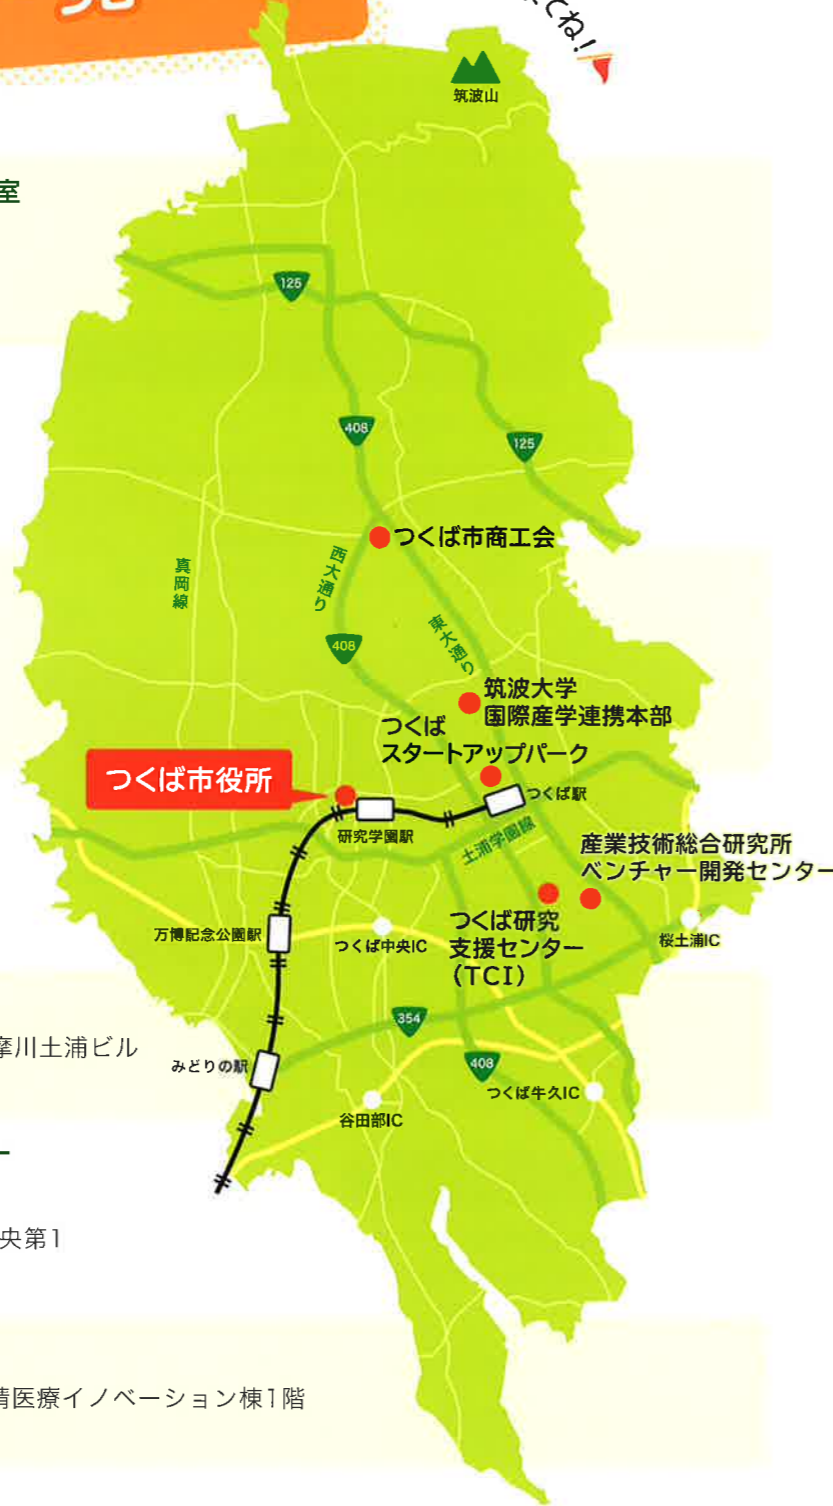 てね!
筑波山
室
125
408
125
つくば市商工会
西大通り
真岡線
東大通り
408
筑波大学
国際産学連携本部
つくば
スタートアップパーク
つくば市役所
つくば駅
研究学園駅
土浦学園線
産業技術総合研究所
ベンチャー開発センター
万博記念公園駅
つくば中央IC
つくば研究
支援センター
(TCI)
桜土浦IC
354
摩川土浦ビル
みどりの駅
408
つくば牛久IC
谷田部IC
ー
央第1
医療イノベーション棟1階